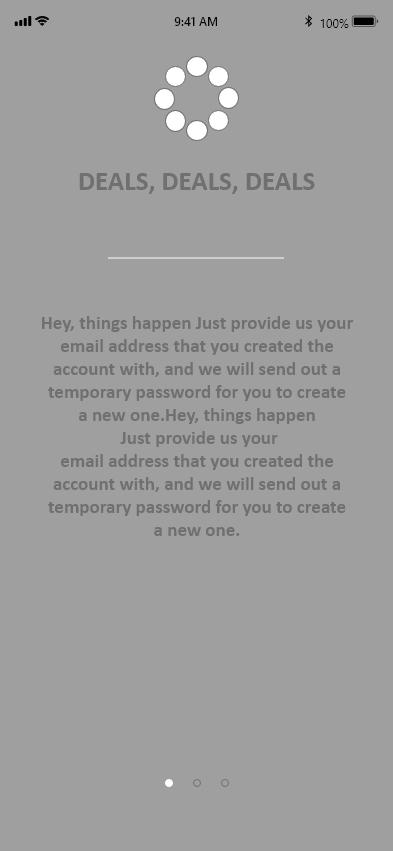 9:41 AM 100%
DEALS, DEALS, DEALS
Hey, things happen Just provide us your
email address that you created the
account with, and we will send out a
temporary password for you to create
a new one.Hey, things happen
Just provide us your
email address that you created the
account with, and we will send out a
temporary password for you to create
a new one.